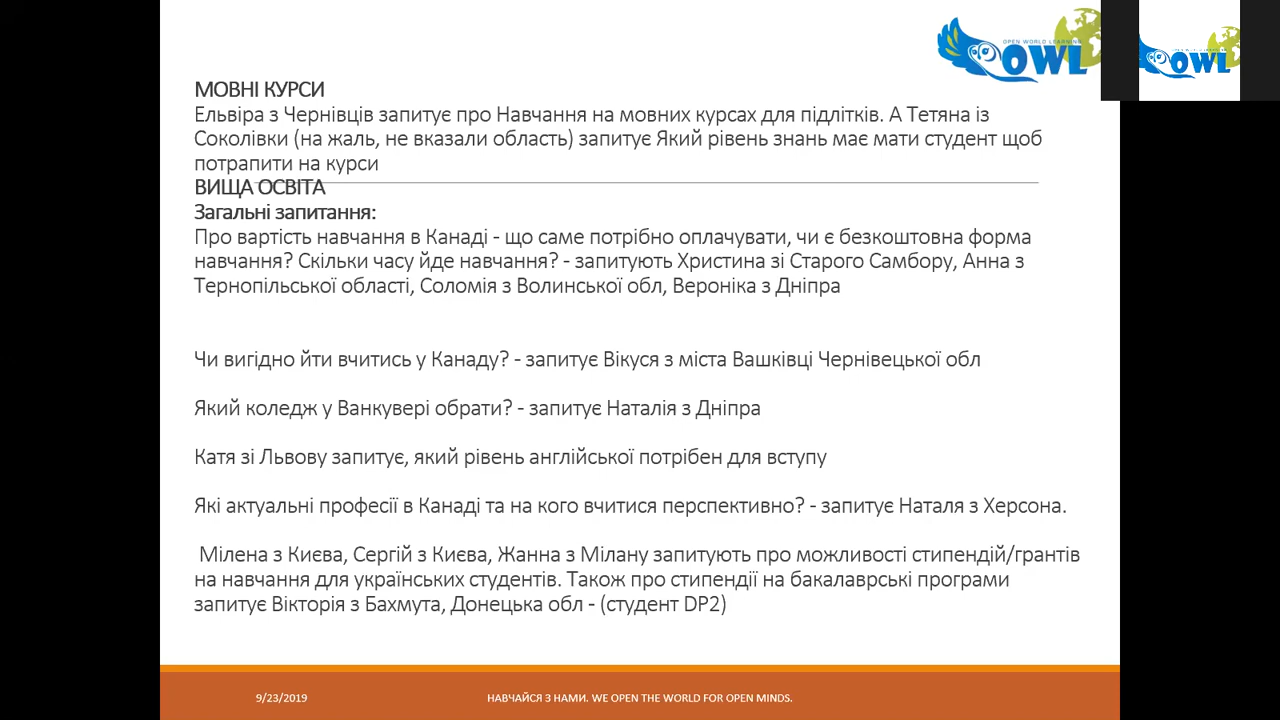 OPEN WORLD LEARNING
OWL
OWL
МОВНІ КУРСИ
Ельвіра з Чернівців запитує про Навчання на мовних курсах для підлітків. А Тетяна із
Соколівки (на жаль, не вказали область) запитує Який рівень знань має мати студент щоб
потрапити на курси
ВИЩА ОСВІТА
Загальні запитання:
Про вартість навчання в Канаді - що саме потрібно оплачувати, чи є безкоштовна форма
навчання? Скільки часу йде навчання? - запитують Христина зі Старого Самбору, Анна з
Тернопільської області, Соломія з Волинської обл, Вероніка з Дніпра
Чи вигідно йти вчитись у Канаду? - запитує Вікуся з міста Вашківці Чернівецької обл
Який коледж у Ванкувері обрати? - запитує Наталія з Дніпра
Катя зі Львову запитує, який рівень англійської потрібен для вступу
Які актуальні професії в Канаді та на кого вчитися перспективно? - запитує Наталя з Херсона.
Мілена з Києва, Сергій з Києва, Жанна з Мілану запитують про можливості стипендій/грантів
на навчання для українських студентів. Також про стипендії на бакалаврські програми
запитує Вікторія з Бахмута, Донецька обл - (студент DP2)
9/23/2019
НАВЧАЙСЯ З НАМИ. WE OPEN THE WORLD FOR OPEN MINDS.